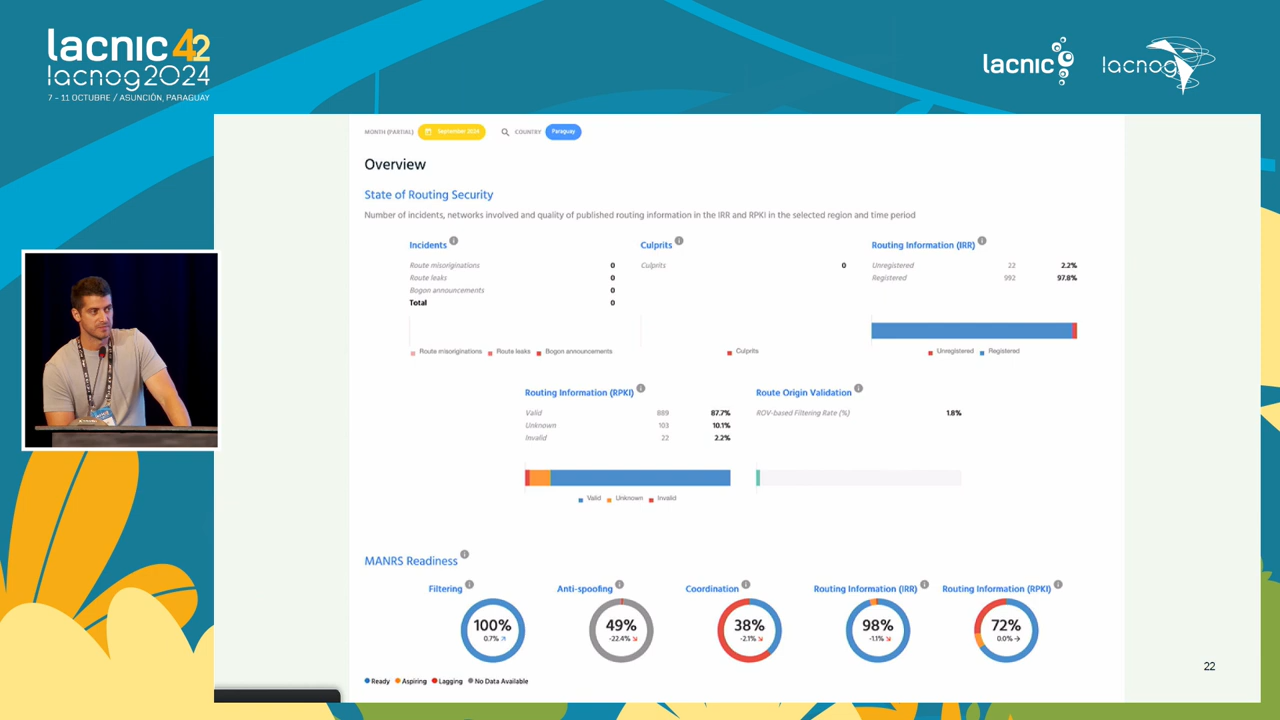 lacnic 42
lacnog2024
7 - 11 OCTUBRE / ASUNCIÓN, PARAGUAY
lacnic
lacnog
MONTH (PARTIAL) September 2024 COUNTRY Paraguay
Overview
State of Routing Security
Number of incidents, networks involved and quality of published routing information in the IRR and RPKI in the selected region and time period
Incidents
Route misoriginations 0
Route leaks 0
Bogon announcements 0
Total 0
Route misoriginations Route leaks Bogon announcements
Culprits
Culprits 0
Culprits
Routing Information (IRR)
Unregistered 22 2.2%
Registered 992 97.8%
Unregistered Registered
Routing Information (RPKI)
Valid 889 87.7%
Unknown 103 10.1%
Invalid 22 2.2%
Valid Unknown Invalid
Route Origin Validation
ROV-based Filtering Rate (%) 1.8%
MANRS Readiness
Filtering
100%
0.7% ↗
Anti-spoofing
49%
-22.4% ↘
Coordination
38%
-2.1% ↘
Routing Information (IRR)
98%
-1.1% ↘
Routing Information (RPKI)
72%
0.0% →
Ready Aspiring Lagging No Data Available
22